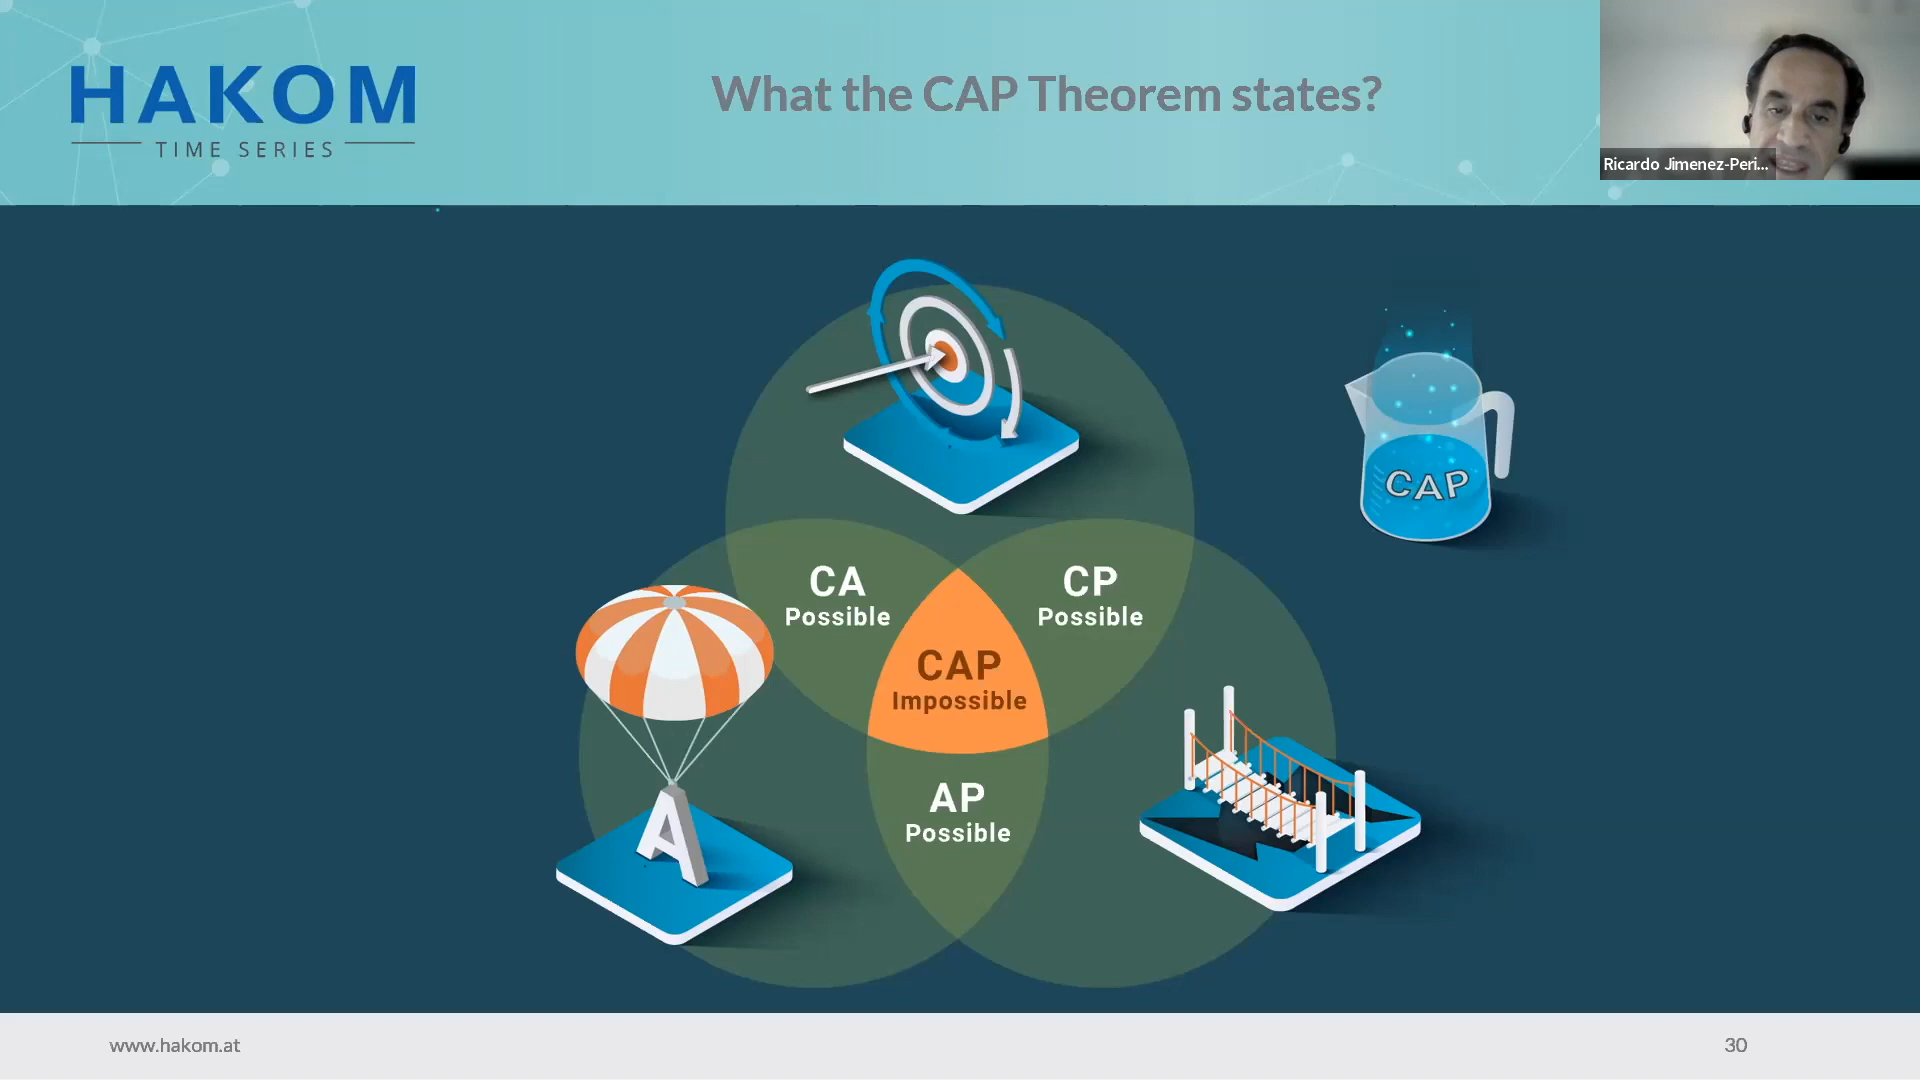 HAKOM
TIME SERIES
What the CAP Theorem states?
Ricardo Jimenez-Peri...
CAP
CA
Possible
CP
Possible
CAP
Impossible
AP
Possible
A
www.hakom.at
30